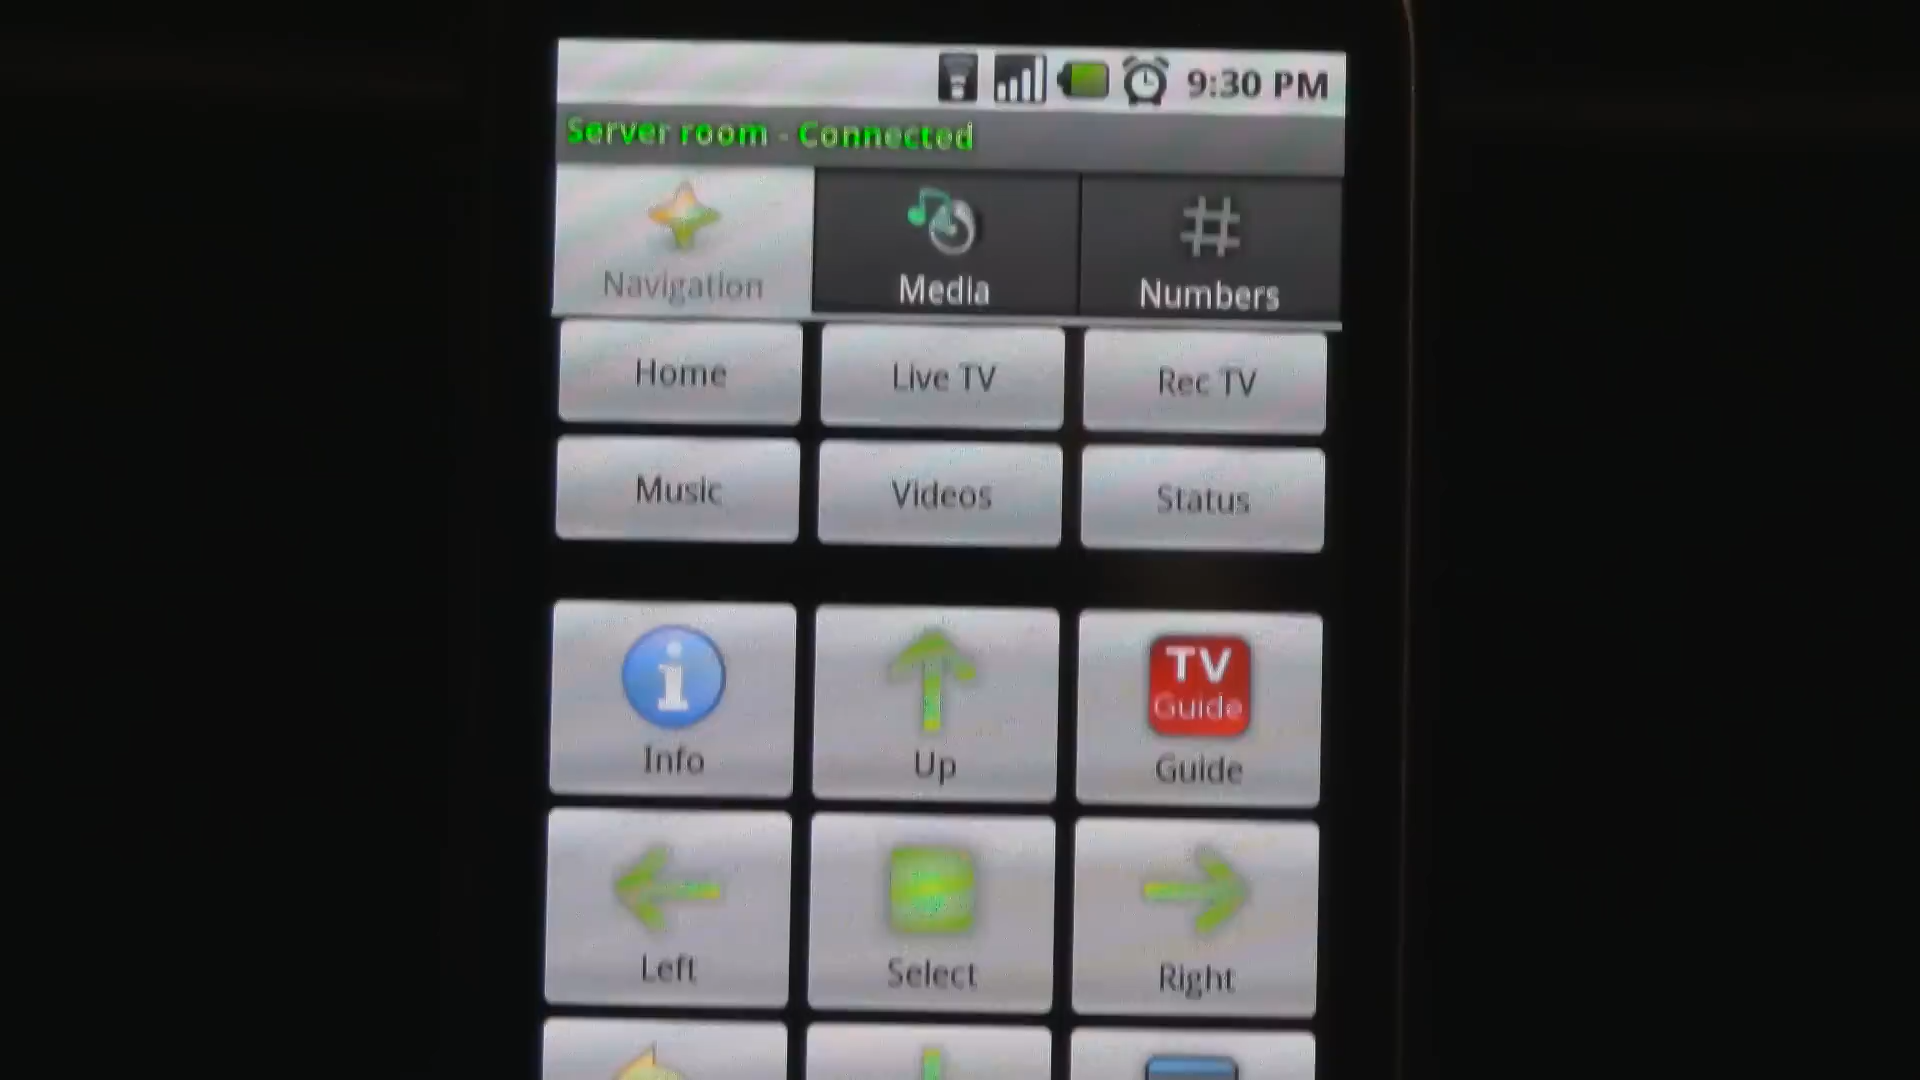 9:30 PM
Server room - Connected
Navigation
Media
Numbers
Home
Live TV
Rec TV
Music
Videos
Status
TV
Guide
Info
Up
Guide
Left
Select
Right